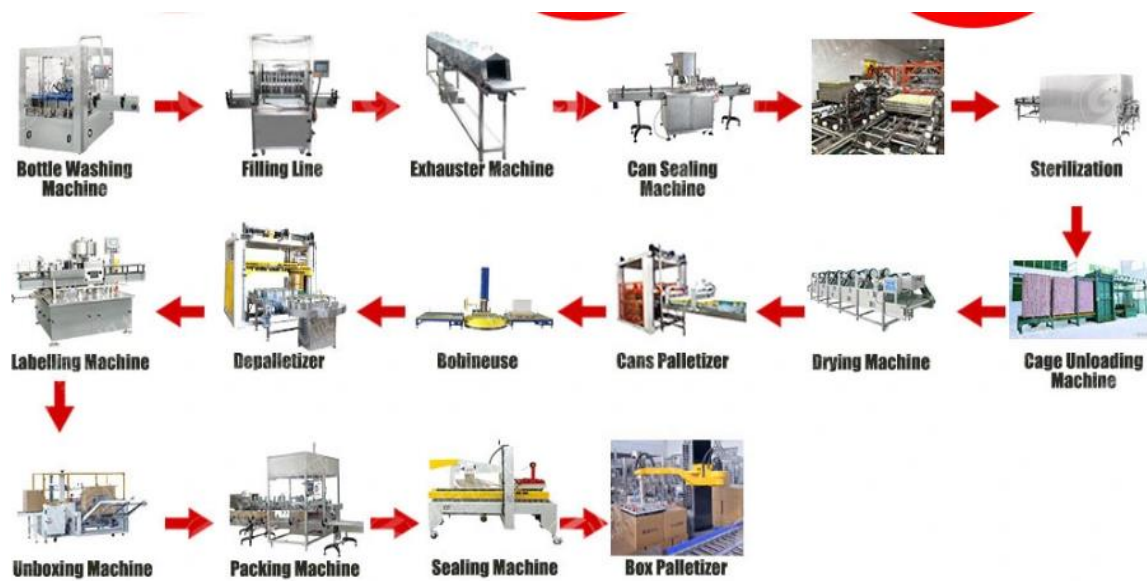 Bottle Washing
Machine
Filling Line
Exhauster Machine
Can Sealing
Machine
Sterilization
Labelling Machine
Depalletizer
Bobineuse
Cans Palletizer
Drying Machine
Cage Unloading
Machine
Unboxing Machine
Packing Machine
Sealing Machine
Box Palletizer